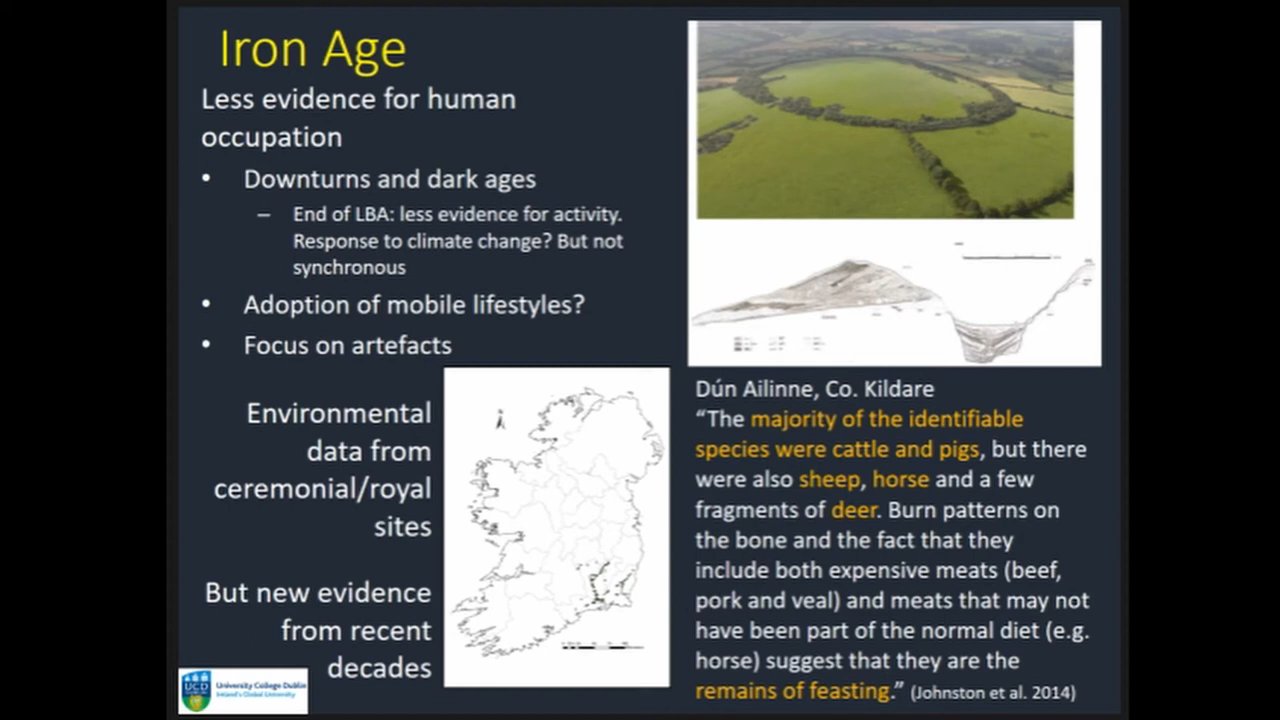 Iron Age
Less evidence for human
occupation
• Downturns and dark ages
– End of LBA: less evidence for activity.
Response to climate change? But not
synchronous
• Adoption of mobile lifestyles?
• Focus on artefacts
Environmental
data from
ceremonial/royal
sites
But new evidence
from recent
decades
UCD
University College Dublin
Ireland's Global University
Dún Ailinne, Co. Kildare
“The majority of the identifiable
species were cattle and pigs, but there
were also sheep, horse and a few
fragments of deer. Burn patterns on
the bone and the fact that they
include both expensive meats (beef,
pork and veal) and meats that may not
have been part of the normal diet (e.g.
horse) suggest that they are the
remains of feasting.” (Johnston et al. 2014)